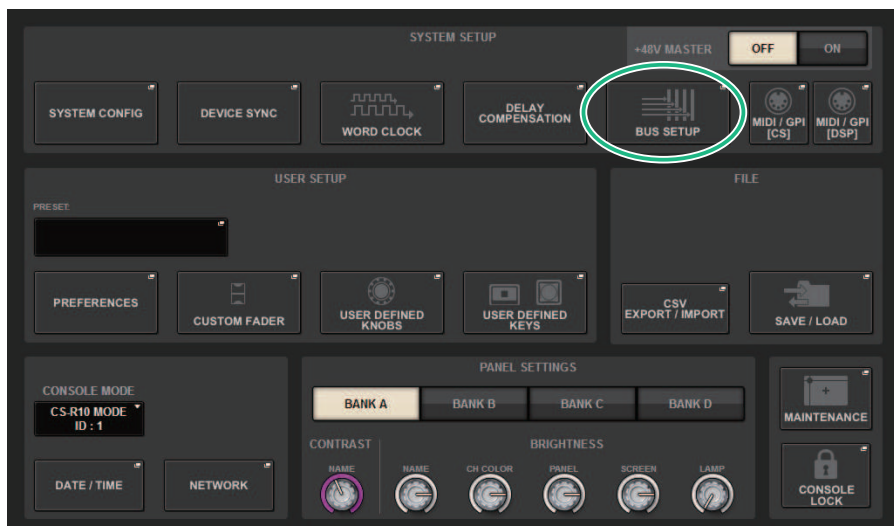 SYSTEM SETUP
+48V MASTER
OFF
ON
SYSTEM CONFIG
DEVICE SYNC
WORD CLOCK
DELAY
COMPENSATION
BUS SETUP
MIDI / GPI
[CS]
MIDI / GPI
[DSP]
USER SETUP
PRESET
PREFERENCES
CUSTOM FADER
USER DEFINED
KNOBS
USER DEFINED
KEYS
FILE
CSV
EXPORT / IMPORT
SAVE / LOAD
CONSOLE MODE
CS-R10 MODE
ID : 1
DATE / TIME
NETWORK
PANEL SETTINGS
BANK A
BANK B
BANK C
BANK D
CONTRAST
BRIGHTNESS
NAME
NAME
CH COLOR
PANEL
SCREEN
LAMP
MAINTENANCE
CONSOLE
LOCK